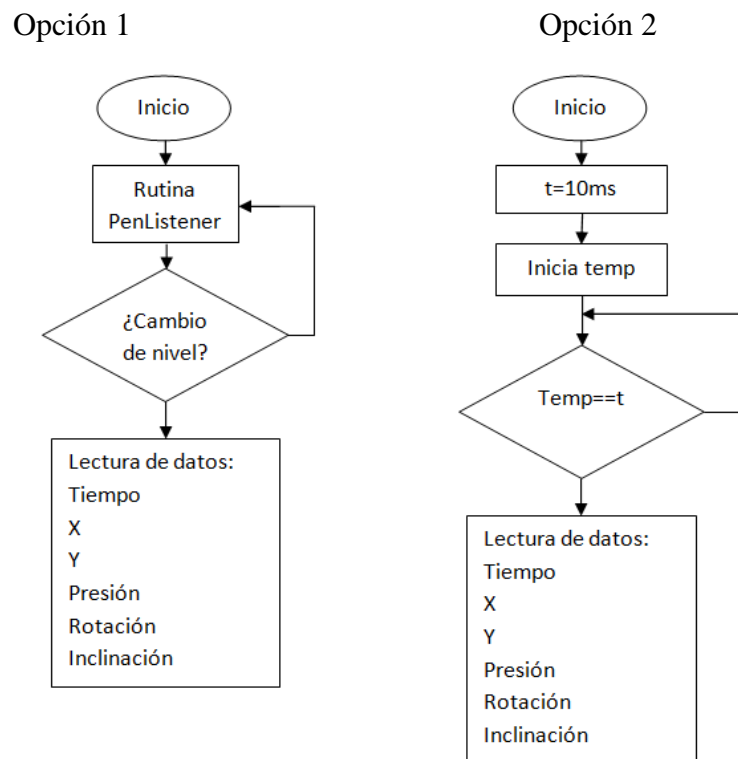 Opción 1
Inicio
Rutina
PenListener
¿Cambio
de nivel?
Lectura de datos:
Tiempo
X
Y
Presión
Rotación
Inclinación
Opción 2
Inicio
t=10ms
Inicia temp
Temp==t
Lectura de datos:
Tiempo
X
Y
Presión
Rotación
Inclinación